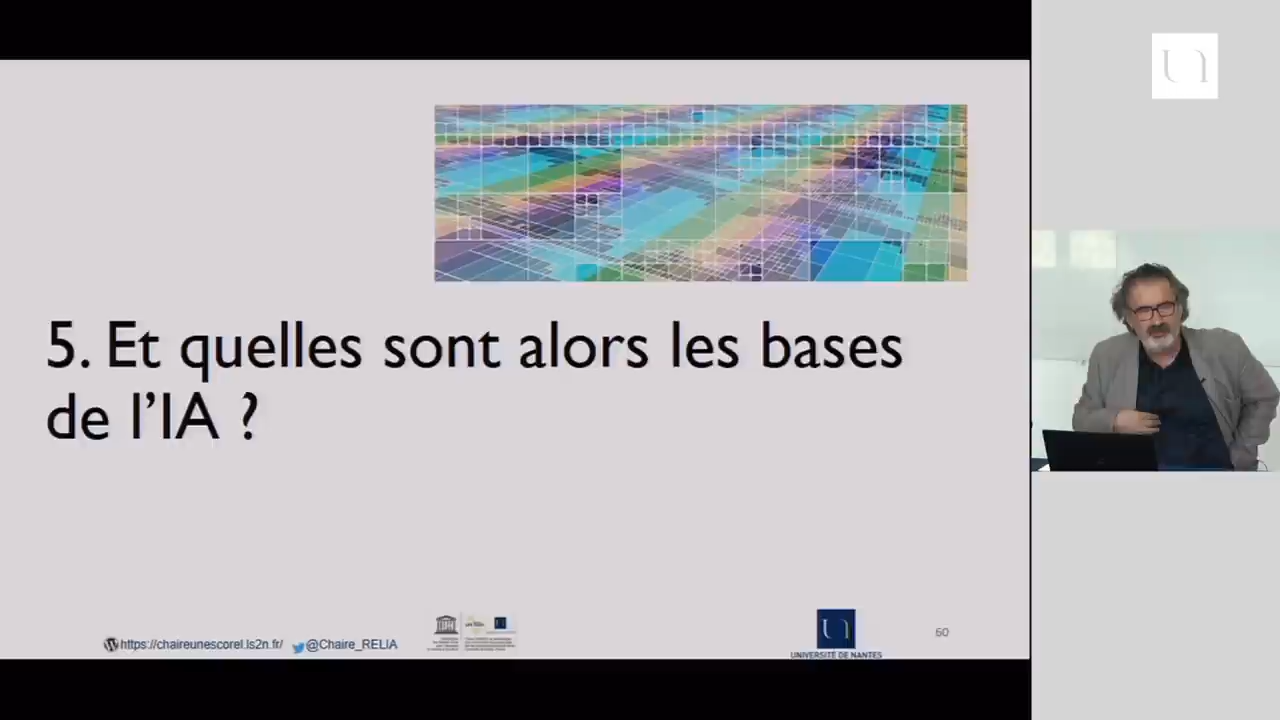 5. Et quelles sont alors les bases
de l'IA ?
https://chaireunescorel.ls2n.fr/ @Chaire_RELIA
UNIVERSITÉ DE NANTES
60